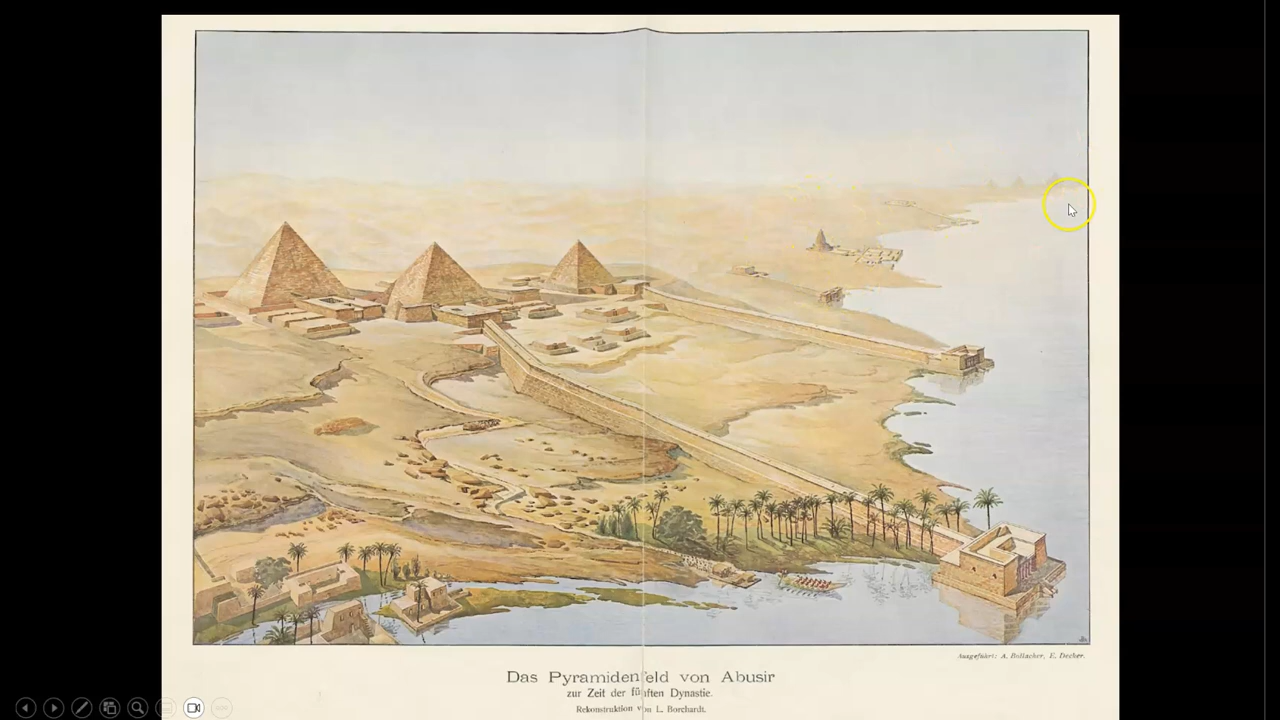 Ausgeführt: A. Bollacher, E. Decker.
Das Pyramidenfeld von Abusir
zur Zeit der fünften Dynastie.
Rekonstruktion von L. Borchardt.